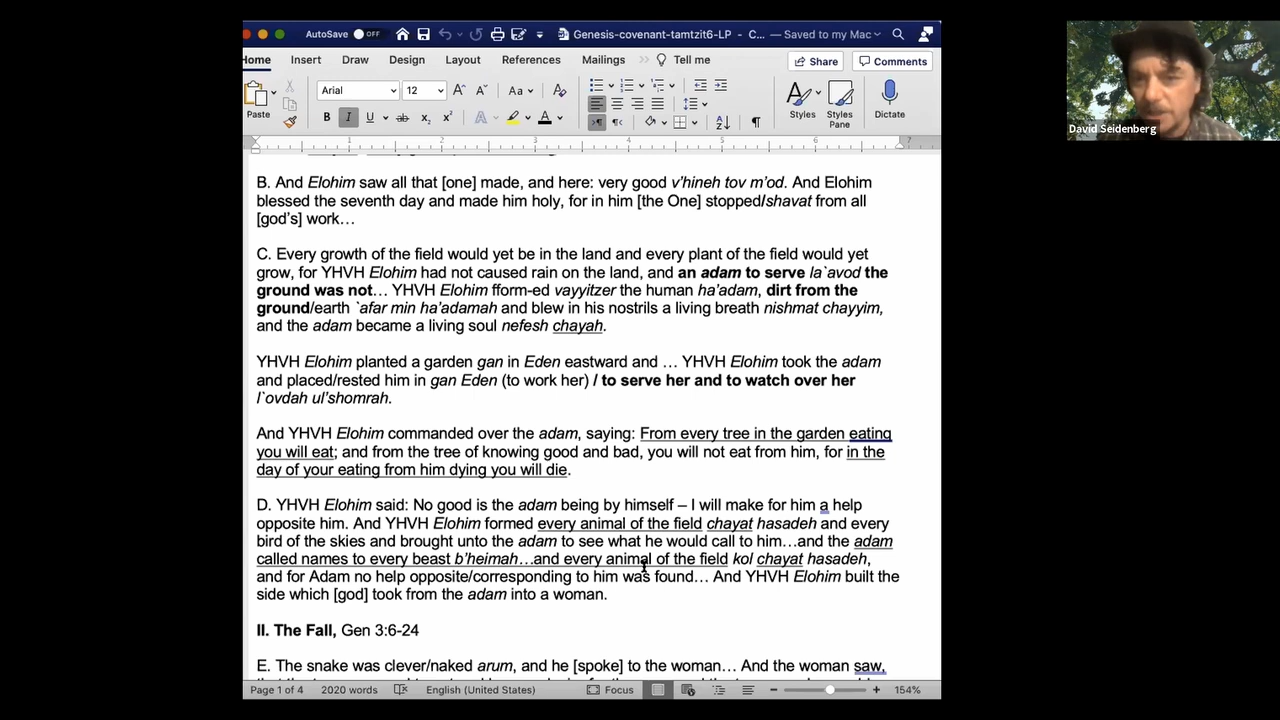 AutoSave OFF Genesis-covenant-tamtzit6-LP - C... — Saved to my Mac
Home Insert Draw Design Layout References Mailings >> Tell me Share Comments
Paste Arial 12 Aa Styles Styles Pane Dictate
B I U ab x₂ x² A A
1 2 3 4 5 6 7
B. And Elohim saw all that [one] made, and here: very good v'hineh tov m'od. And Elohim
blessed the seventh day and made him holy, for in him [the One] stopped/shavat from all
[god's] work…
C. Every growth of the field would yet be in the land and every plant of the field would yet
grow, for YHVH Elohim had not caused rain on the land, and an adam to serve la`avod the
ground was not… YHVH Elohim fform-ed vayyitzer the human ha'adam, dirt from the
ground/earth `afar min ha'adamah and blew in his nostrils a living breath nishmat chayyim,
and the adam became a living soul nefesh chayah.
YHVH Elohim planted a garden gan in Eden eastward and … YHVH Elohim took the adam
and placed/rested him in gan Eden (to work her) / to serve her and to watch over her
l`ovdah ul'shomrah.
And YHVH Elohim commanded over the adam, saying: From every tree in the garden eating
you will eat; and from the tree of knowing good and bad, you will not eat from him, for in the
day of your eating from him dying you will die.
D. YHVH Elohim said: No good is the adam being by himself – I will make for him a help
opposite him. And YHVH Elohim formed every animal of the field chayat hasadeh and every
bird of the skies and brought unto the adam to see what he would call to him…and the adam
called names to every beast b'heimah…and every animal of the field kol chayat hasadeh,
and for Adam no help opposite/corresponding to him was found… And YHVH Elohim built the
side which [god] took from the adam into a woman.
II. The Fall, Gen 3:6-24
E. The snake was clever/naked arum, and he [spoke] to the woman… And the woman saw,
Page 1 of 4 2020 words English (United States) Focus 154%
David Seidenberg